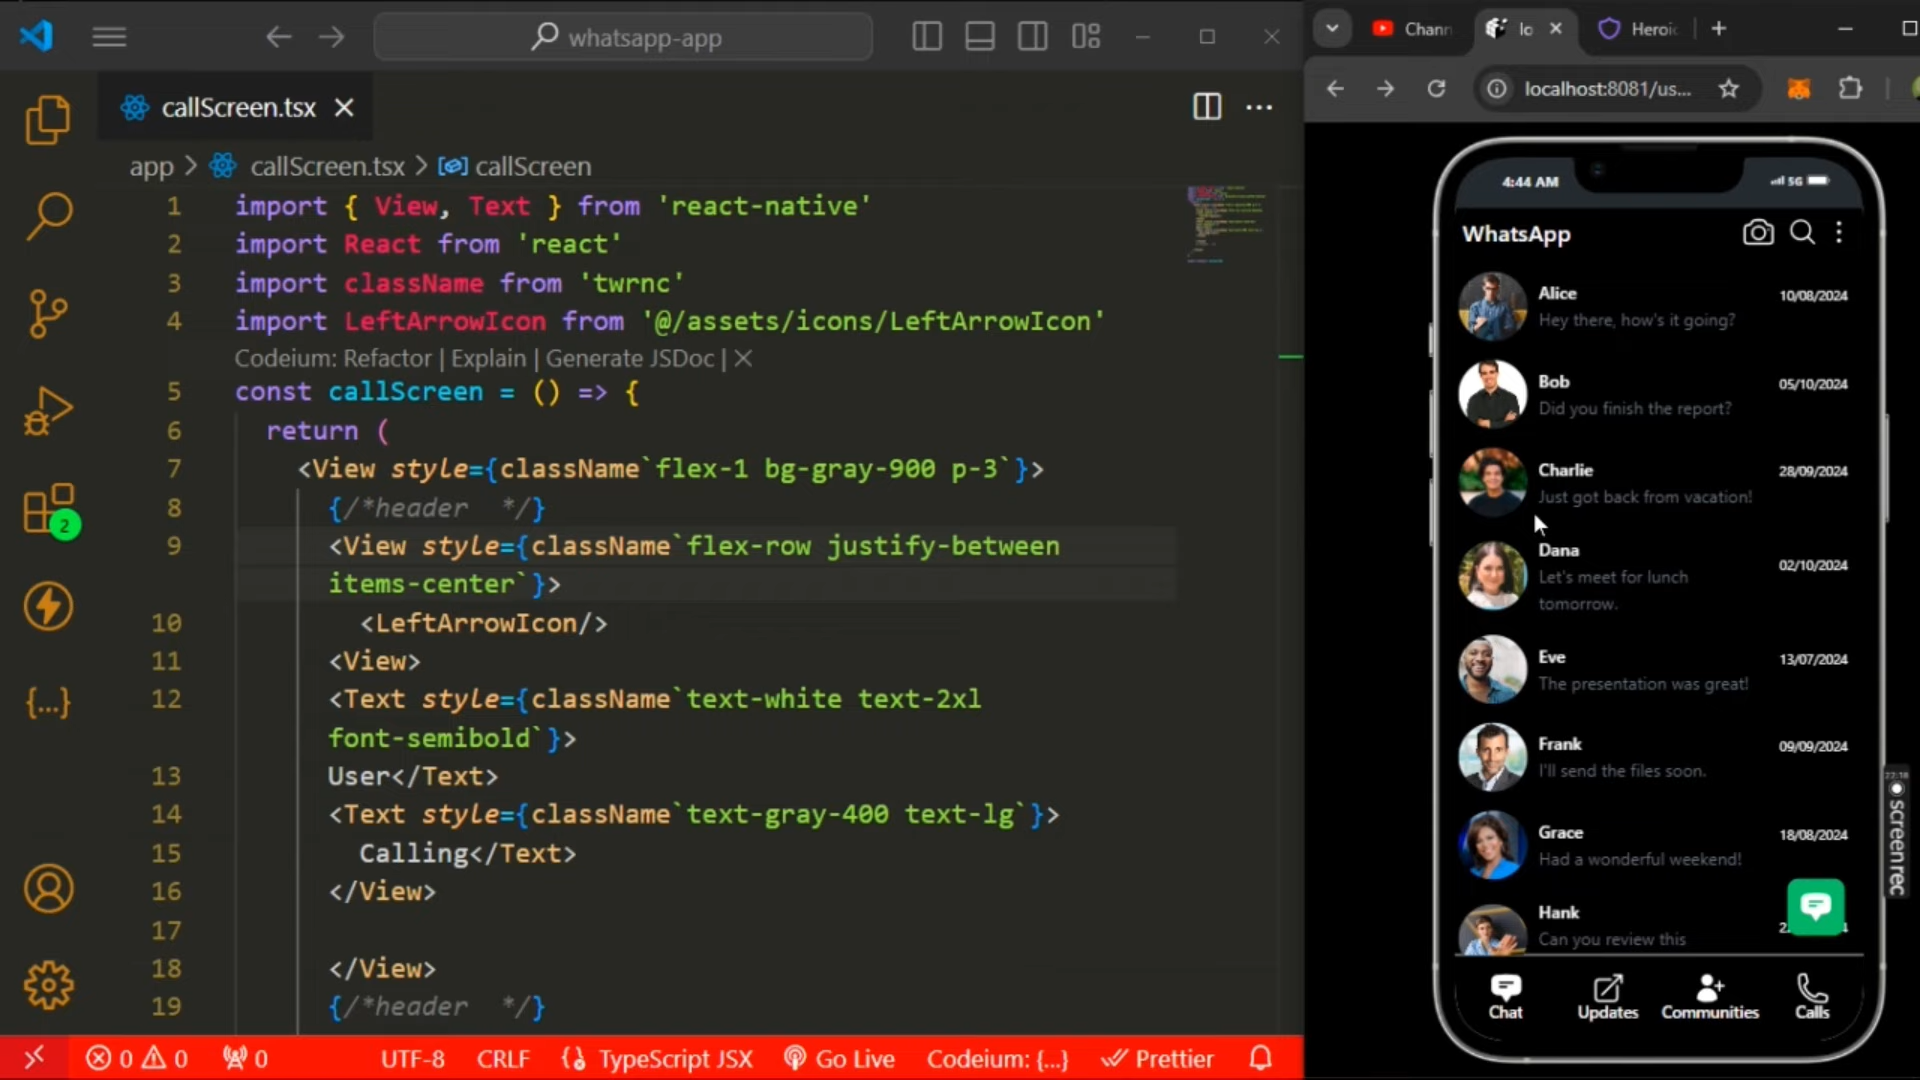 whatsapp-app
callScreen.tsx
app > callScreen.tsx > callScreen
1 import { View, Text } from 'react-native'
2 import React from 'react'
3 import className from 'twrnc'
4 import LeftArrowIcon from '@/assets/icons/LeftArrowIcon'
Codeium: Refactor | Explain | Generate JSDoc | ✕
5 const callScreen = () => {
6 return (
7 <View style={className`flex-1 bg-gray-900 p-3`}>
8 {/*header */}
9 <View style={className`flex-row justify-between
items-center`}>
10 <LeftArrowIcon/>
11 <View>
12 <Text style={className`text-white text-2xl
font-semibold`}>
13 User</Text>
14 <Text style={className`text-gray-400 text-lg`}>
15 Calling</Text>
16 </View>
17
18 </View>
19 {/*header */}
2
0 0 0 UTF-8 CRLF TypeScript JSX Go Live Codeium: {...} Prettier
Chann
lo
Heroic
localhost:8081/us...
4:44 AM
5G
WhatsApp
Alice 10/08/2024
Hey there, how's it going?
Bob 05/10/2024
Did you finish the report?
Charlie 28/09/2024
Just got back from vacation!
Dana 02/10/2024
Let's meet for lunch
tomorrow.
Eve 13/07/2024
The presentation was great!
Frank 09/09/2024
I'll send the files soon.
Grace 18/08/2024
Had a wonderful weekend!
Hank
Can you review this
Chat Updates Communities Calls
22:18
screenrec